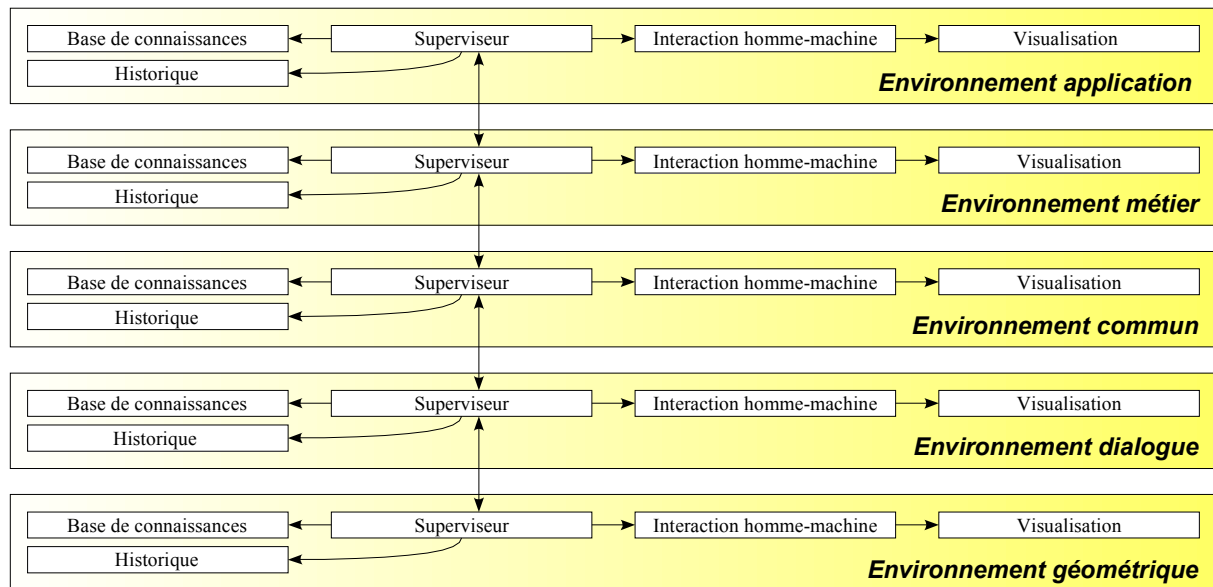 Base de connaissances Superviseur Interaction homme-machine Visualisation
Historique
Environnement application
Base de connaissances Superviseur Interaction homme-machine Visualisation
Historique
Environnement métier
Base de connaissances Superviseur Interaction homme-machine Visualisation
Historique
Environnement commun
Base de connaissances Superviseur Interaction homme-machine Visualisation
Historique
Environnement dialogue
Base de connaissances Superviseur Interaction homme-machine Visualisation
Historique
Environnement géométrique